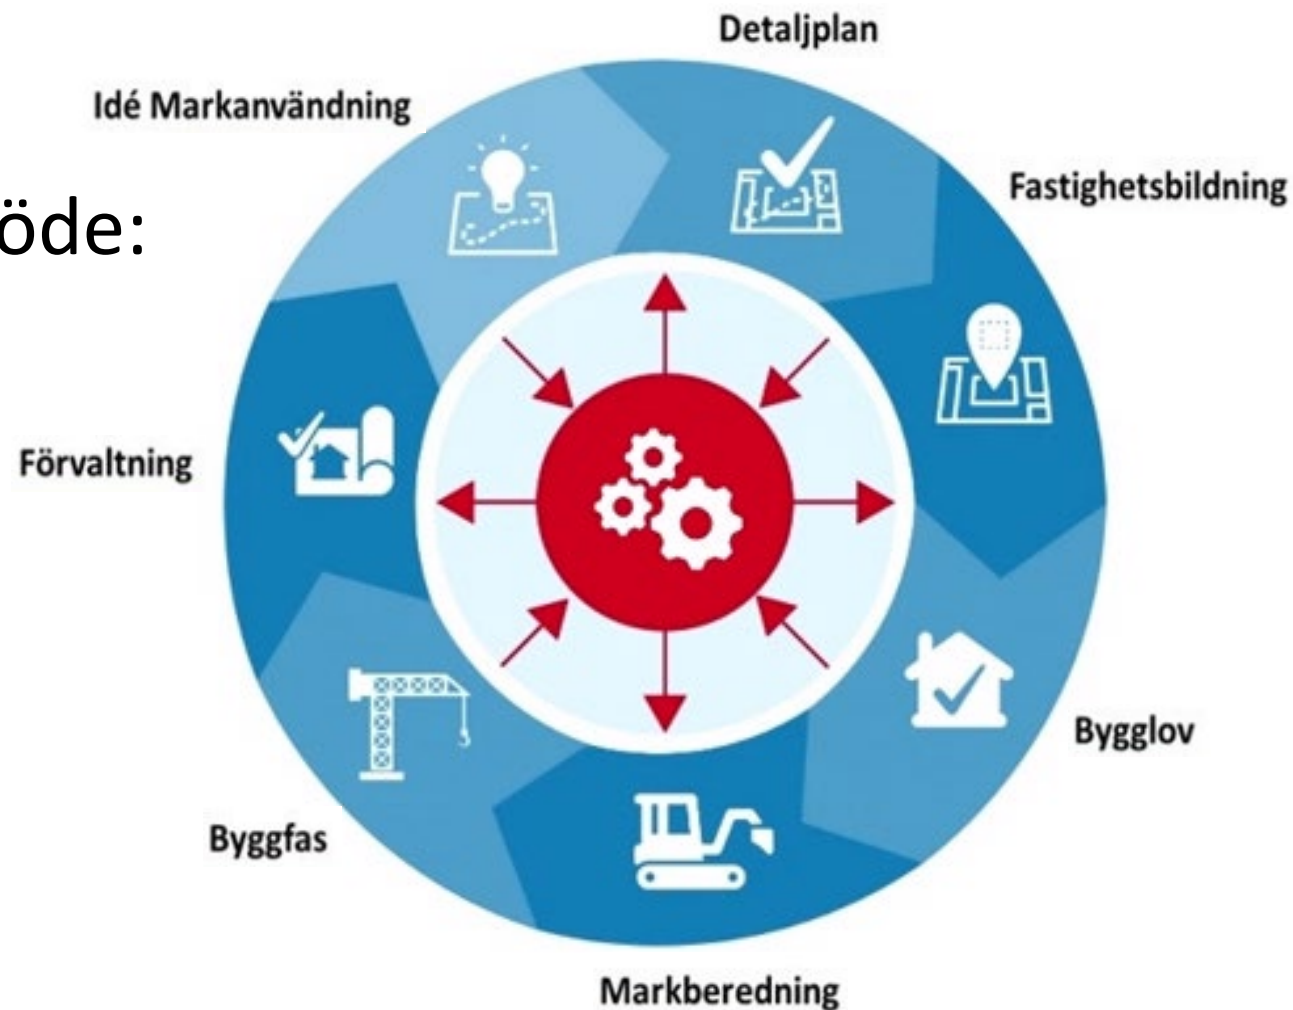 Detaljplan
Idé Markanvändning
Fastighetsbildning
öde:
Förvaltning
Bygglov
Byggfas
Markberedning